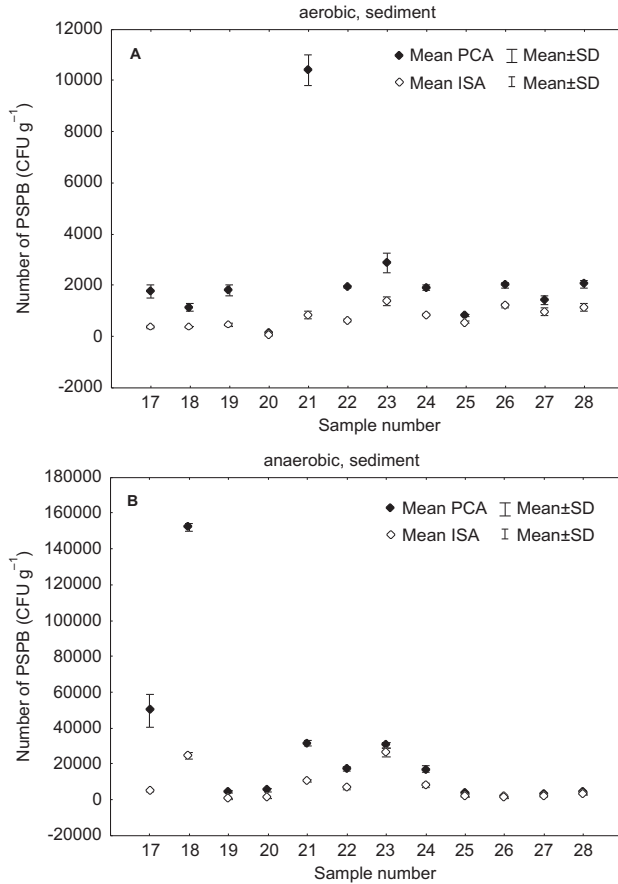 aerobic, sediment
12000
A
Mean PCA Mean±SD
Mean ISA Mean±SD
10000
8000
6000
4000
2000
0
-2000
Number of PSPB (CFU g⁻¹)
17 18 19 20 21 22 23 24 25 26 27 28
Sample number
anaerobic, sediment
180000
B
Mean PCA Mean±SD
Mean ISA Mean±SD
160000
140000
120000
100000
80000
60000
40000
20000
0
-20000
Number of PSPB (CFU g⁻¹)
17 18 19 20 21 22 23 24 25 26 27 28
Sample number